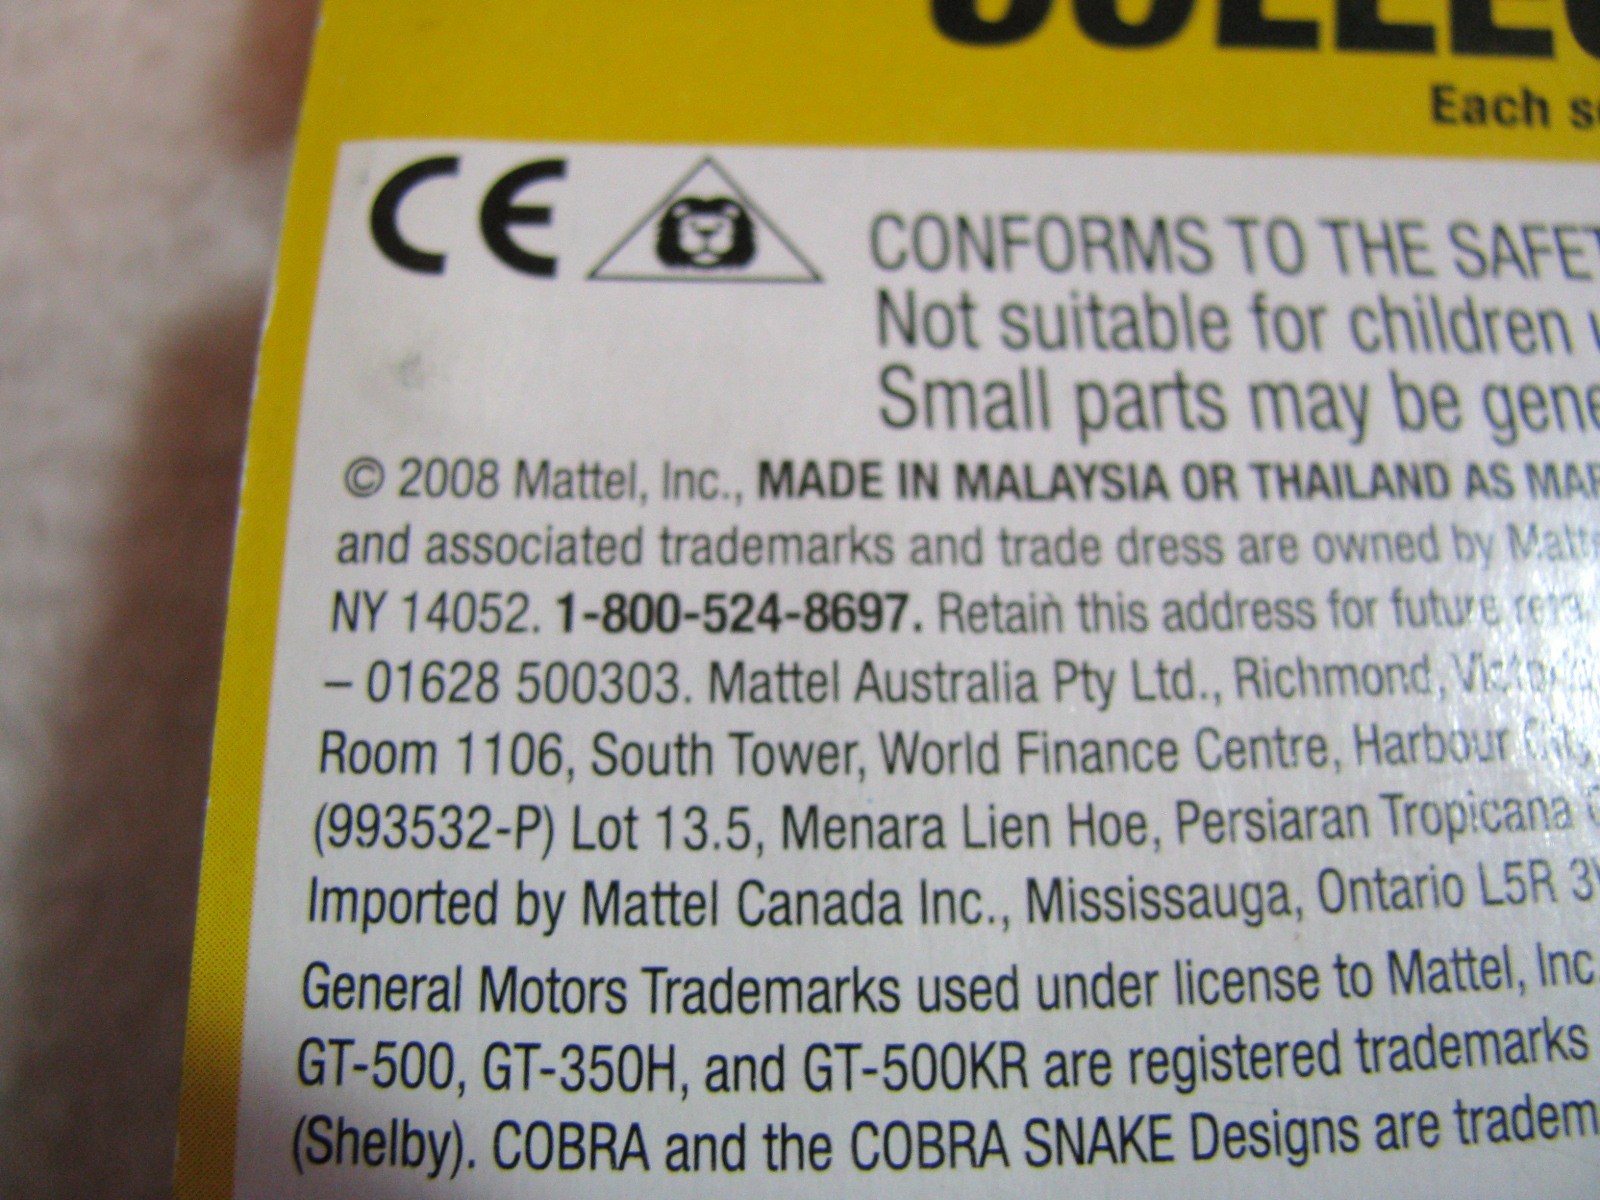 Each
CE
CONFORMS TO THE
Not suitable for children
Small parts may be
© 2008 Mattel, Inc., MADE IN MALAYSIA OR THAILAND AS
and associated trademarks and trade dress are owned by
NY 14052. 1-800-524-8697. Retain this address for future
– 01628 500303. Mattel Australia Pty Ltd., Richmond,
Room 1106, South Tower, World Finance Centre, Harbour
(993532-P) Lot 13.5, Menara Lien Hoe, Persiaran Tropicana
Imported by Mattel Canada Inc., Mississauga, Ontario L5R
General Motors Trademarks used under license to Mattel, Inc.
GT-500, GT-350H, and GT-500KR are registered trademarks
(Shelby). COBRA and the COBRA SNAKE Designs are